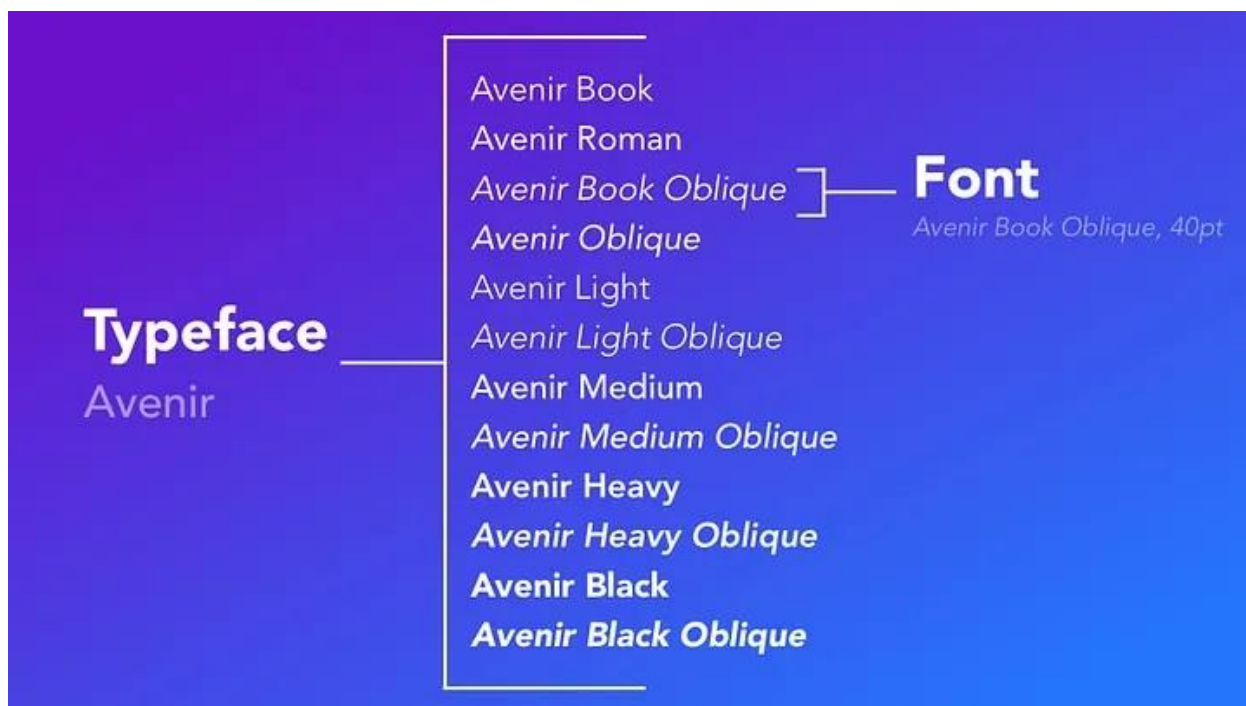 Typeface
Avenir
Avenir Book
Avenir Roman
Avenir Book Oblique
Avenir Oblique
Avenir Light
Avenir Light Oblique
Avenir Medium
Avenir Medium Oblique
Avenir Heavy
Avenir Heavy Oblique
Avenir Black
Avenir Black Oblique
Font
Avenir Book Oblique, 40pt